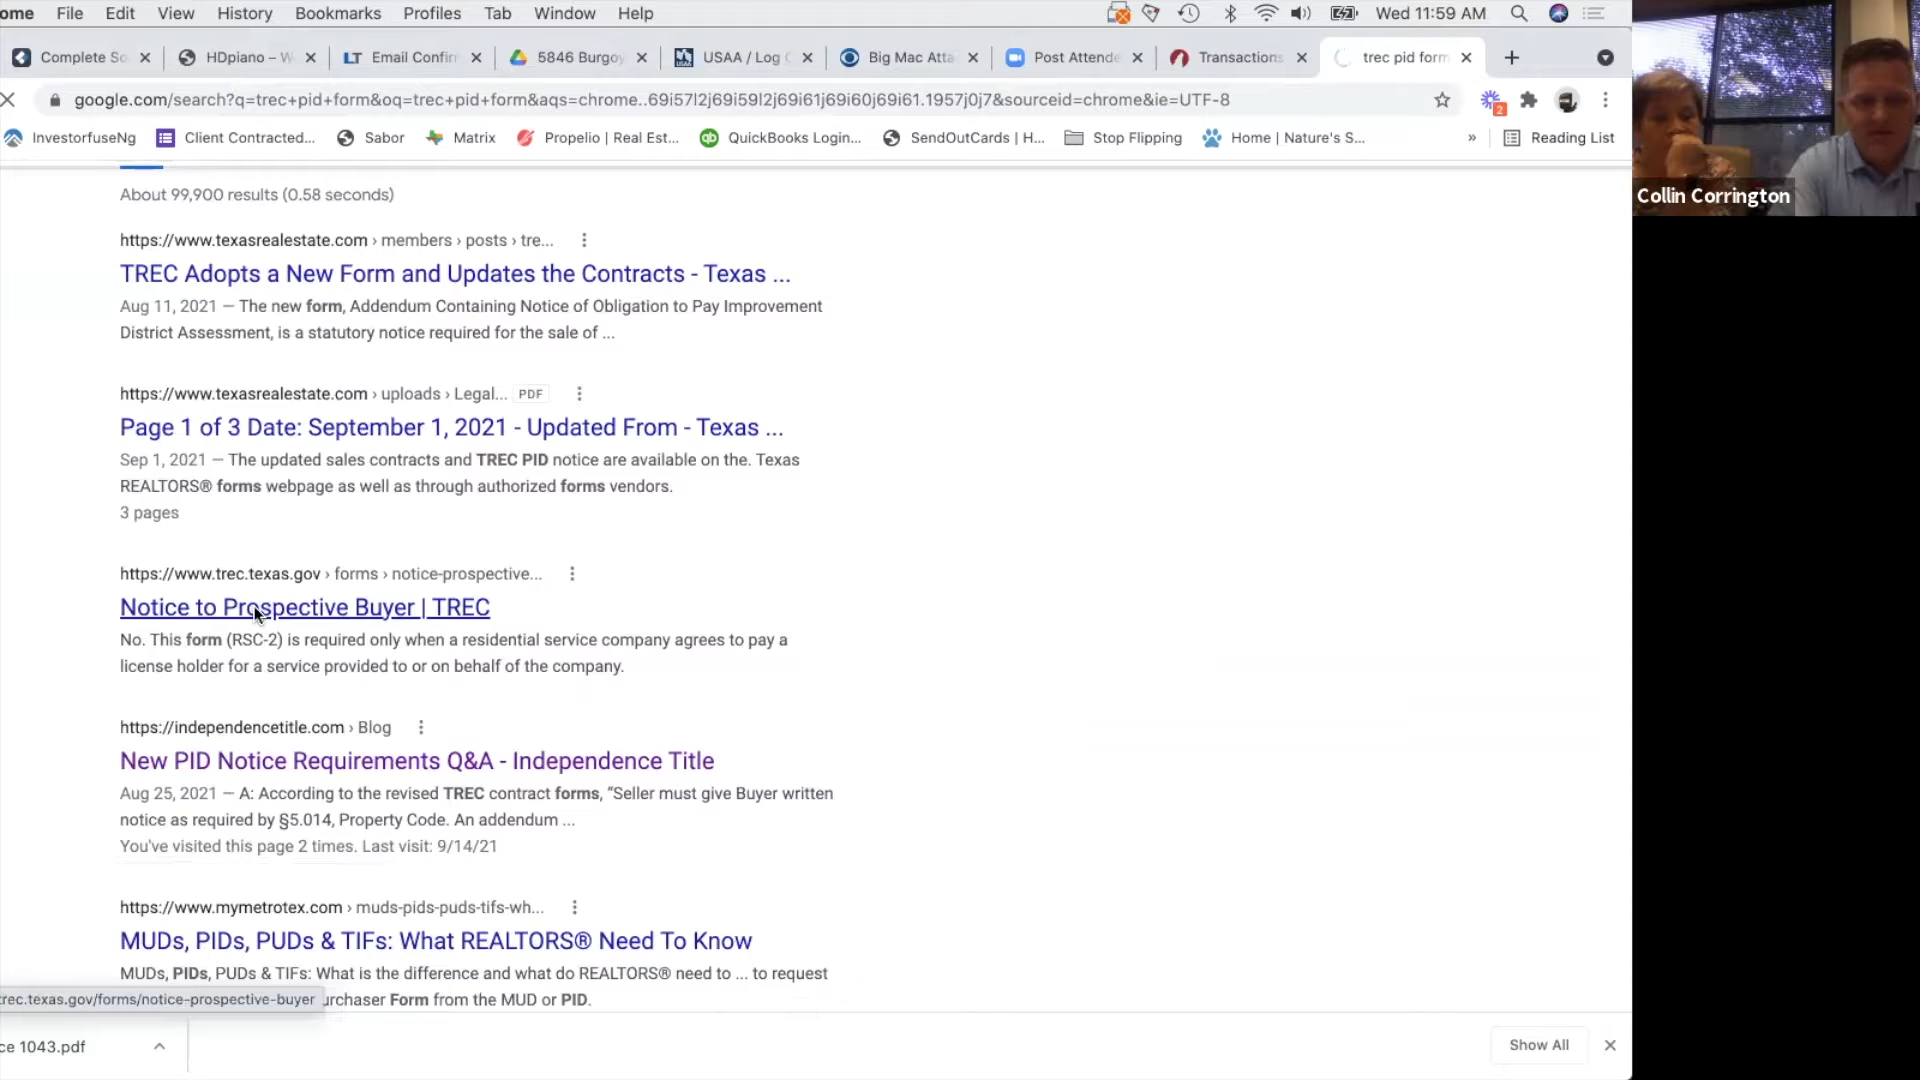 ome File Edit View History Bookmarks Profiles Tab Window Help Wed 11:59 AM
Complete So HDpiano – W LT Email Confir 5846 Burgoy USAA / Log Big Mac Atta Post Attende Transactions trec pid form
google.com/search?q=trec+pid+form&oq=trec+pid+form&aqs=chrome..69i57l2j69i59l2j69i61j69i60j69i61.1957j0j7&sourceid=chrome&ie=UTF-8 2
InvestorfuseNg Client Contracted... Sabor Matrix Propelio | Real Est... QuickBooks Login... SendOutCards | H... Stop Flipping Home | Nature's S... » Reading List
Collin Corrington
About 99,900 results (0.58 seconds)
https://www.texasrealestate.com › members › posts › tre...
TREC Adopts a New Form and Updates the Contracts - Texas ...
Aug 11, 2021 — The new form, Addendum Containing Notice of Obligation to Pay Improvement
District Assessment, is a statutory notice required for the sale of ...
https://www.texasrealestate.com › uploads › Legal... PDF
Page 1 of 3 Date: September 1, 2021 - Updated From - Texas ...
Sep 1, 2021 — The updated sales contracts and TREC PID notice are available on the. Texas
REALTORS® forms webpage as well as through authorized forms vendors.
3 pages
https://www.trec.texas.gov › forms › notice-prospective...
Notice to Prospective Buyer | TREC
No. This form (RSC-2) is required only when a residential service company agrees to pay a
license holder for a service provided to or on behalf of the company.
https://independencetitle.com › Blog
New PID Notice Requirements Q&A - Independence Title
Aug 25, 2021 — A: According to the revised TREC contract forms, “Seller must give Buyer written
notice as required by §5.014, Property Code. An addendum ...
You've visited this page 2 times. Last visit: 9/14/21
https://www.mymetrotex.com › muds-pids-puds-tifs-wh...
MUDs, PIDs, PUDs & TIFs: What REALTORS® Need To Know
MUDs, PIDs, PUDs & TIFs: What is the difference and what do REALTORS® need to ... to request
urchaser Form from the MUD or PID.
trec.texas.gov/forms/notice-prospective-buyer
ce 1043.pdf Show All